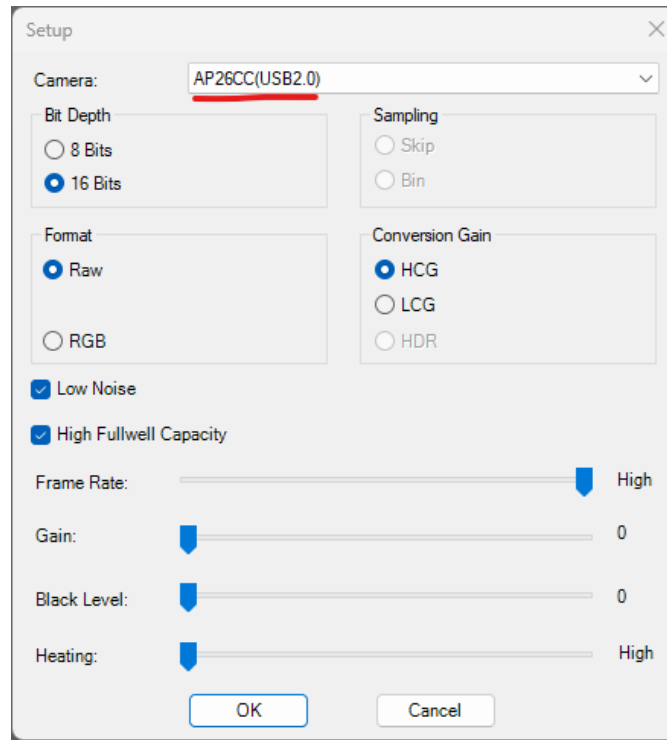 Setup
Camera: AP26CC(USB2.0)
Bit Depth
8 Bits
16 Bits
Sampling
Skip
Bin
Format
Raw
RGB
Conversion Gain
HCG
LCG
HDR
Low Noise
High Fullwell Capacity
Frame Rate: High
Gain: 0
Black Level: 0
Heating: High
OK Cancel